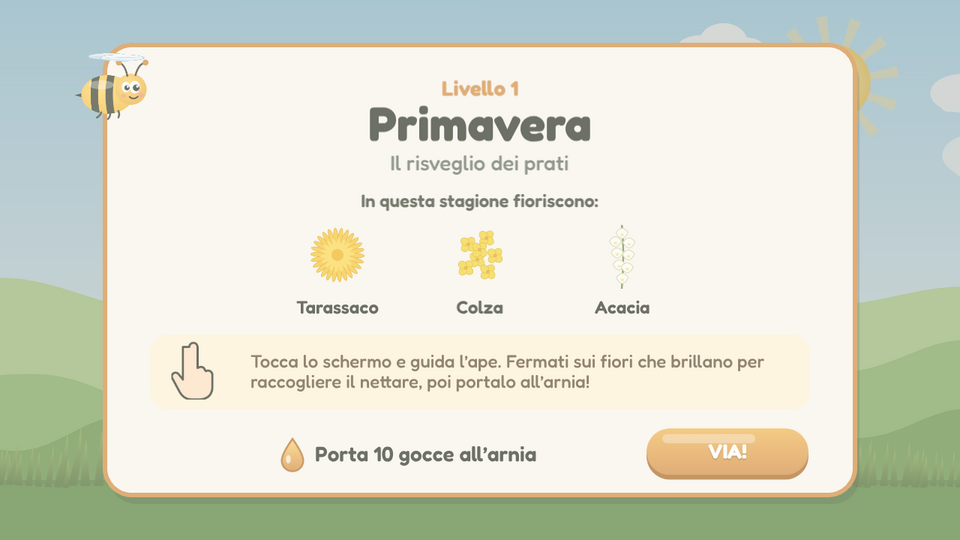 Livello 1
Primavera
Il risveglio dei prati
In questa stagione fioriscono:
Tarassaco
Colza
Acacia
Tocca lo schermo e guida l'ape. Fermati sui fiori che brillano per
raccogliere il nettare, poi portalo all'arnia!
Porta 10 gocce all'arnia
VIA!